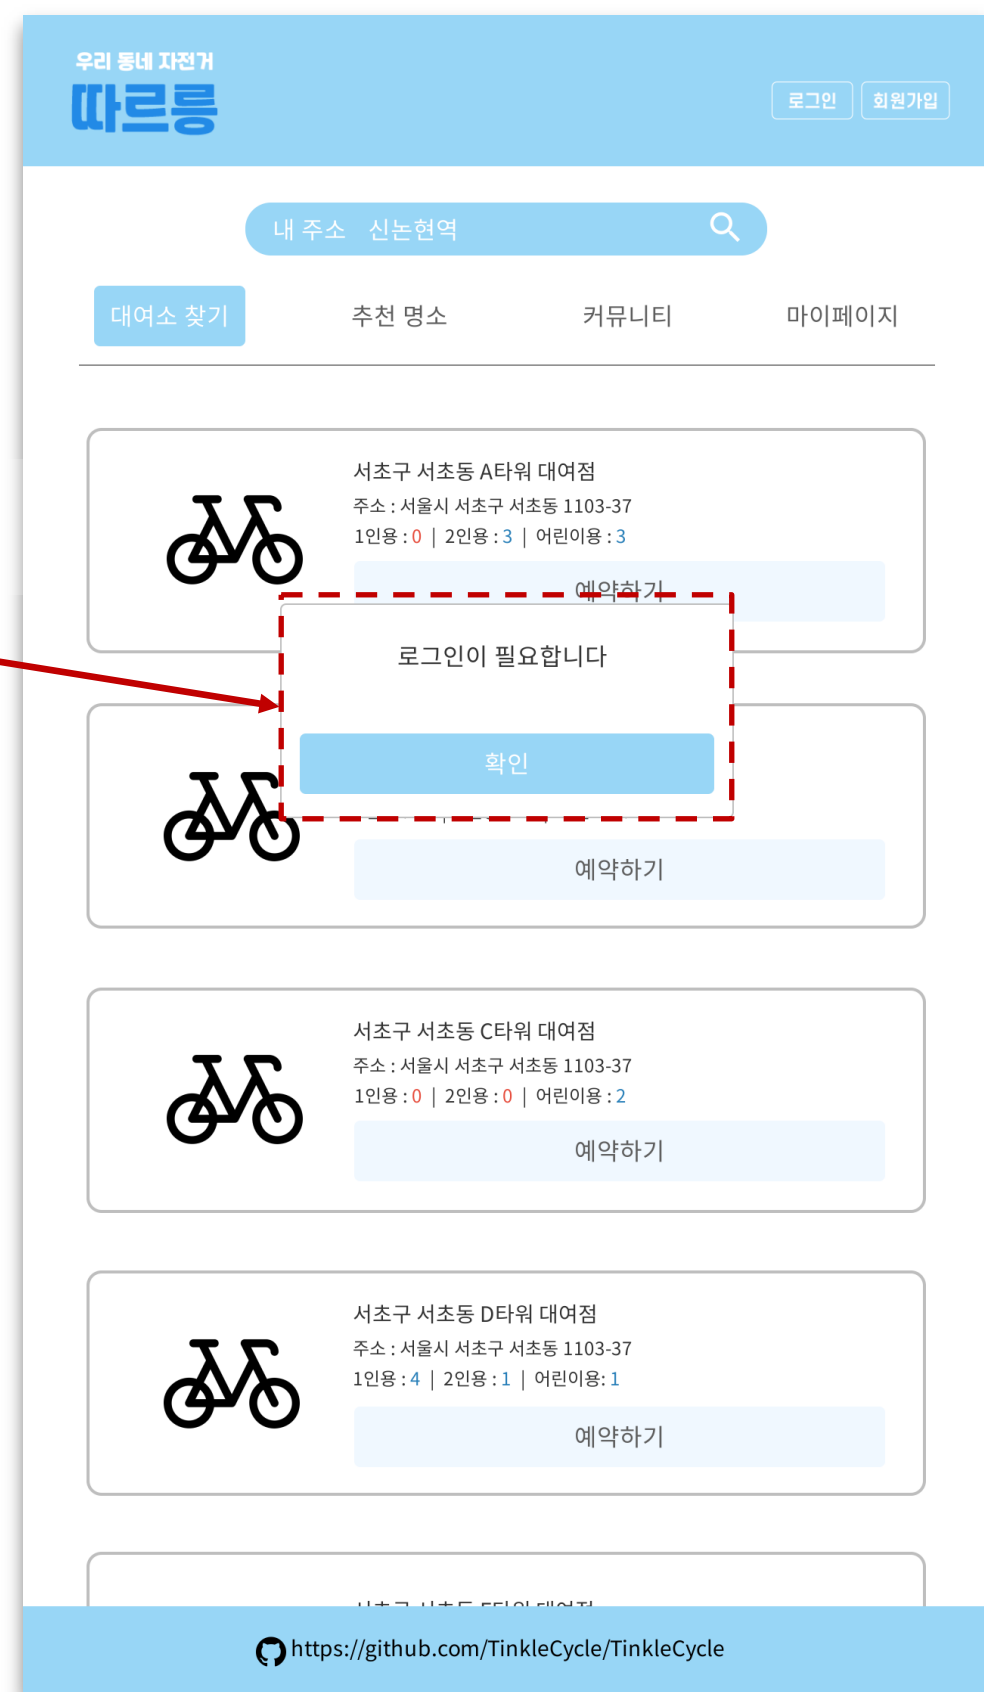 우리 동네 자전거
따르릉
로그인 회원가입
내 주소 신논현역
대여소 찾기 추천 명소 커뮤니티 마이페이지
서초구 서초동 A타워 대여점
주소 : 서울시 서초구 서초동 1103-37
1인용 : 0 | 2인용 : 3 | 어린이용 : 3
예약하기
로그인이 필요합니다
확인
예약하기
서초구 서초동 C타워 대여점
주소 : 서울시 서초구 서초동 1103-37
1인용 : 0 | 2인용 : 0 | 어린이용 : 2
예약하기
서초구 서초동 D타워 대여점
주소 : 서울시 서초구 서초동 1103-37
1인용 : 4 | 2인용 : 1 | 어린이용: 1
예약하기
https://github.com/TinkleCycle/TinkleCycle